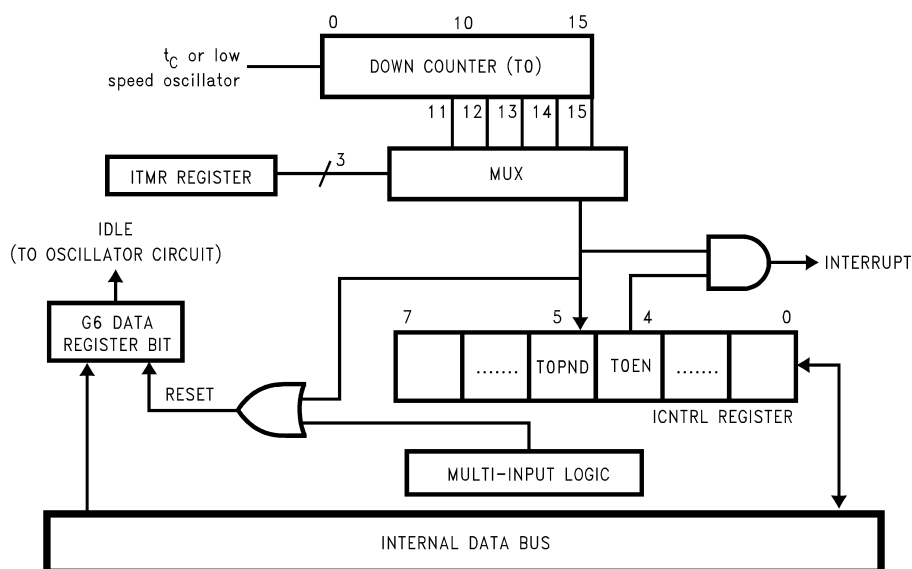 0 10 15
t_C or low
speed oscillator
DOWN COUNTER (T0)
11 12 13 14 15
ITMR REGISTER
3
MUX
IDLE
(TO OSCILLATOR CIRCUIT)
INTERRUPT
G6 DATA
REGISTER BIT
7 5 4 0
....... T0PND T0EN .......
RESET
ICNTRL REGISTER
MULTI-INPUT LOGIC
INTERNAL DATA BUS